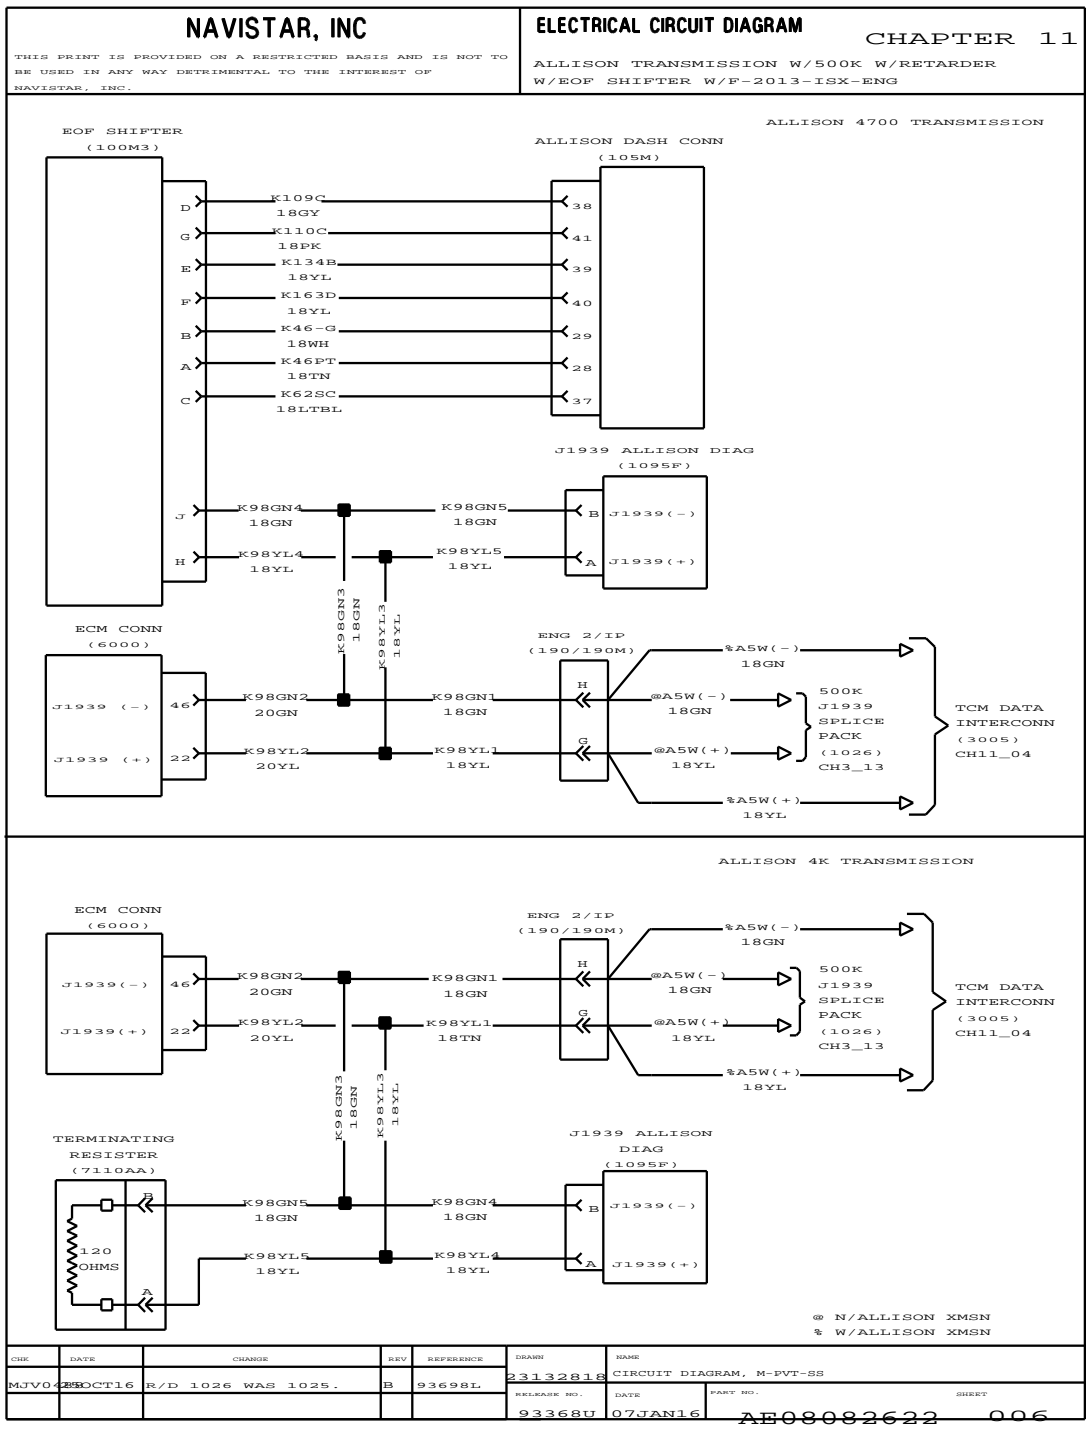 NAVISTAR, INC
THIS PRINT IS PROVIDED ON A RESTRICTED BASIS AND IS NOT TO
BE USED IN ANY WAY DETRIMENTAL TO THE INTEREST OF
NAVISTAR, INC.
ELECTRICAL CIRCUIT DIAGRAM
CHAPTER 11
ALLISON TRANSMISSION W/500K W/RETARDER
W/EOF SHIFTER W/F-2013-ISX-ENG
ALLISON 4700 TRANSMISSION
EOF SHIFTER
(100M3)
ALLISON DASH CONN
(105M)
D K109C 38
18GY
G K110C 41
18PK
E K134B 39
18YL
F K163D 40
18YL
B K46-G 29
18WH
A K46PT 28
18TN
C K62SC 37
18LTBL
J1939 ALLISON DIAG
(1095F)
J K98GN4 K98GN5 B J1939(-)
18GN 18GN
H K98YL4 K98YL5 A J1939(+)
18YL 18YL
K98GN3
18GN
K98YL3
18YL
ECM CONN
(6000)
ENG 2/IP
(190/190M)
%A5W(-)
18GN
J1939 (-) 46 K98GN2 K98GN1 H @A5W(-)
20GN 18GN 18GN
J1939 (+) 22 K98YL2 K98YL1 G @A5W(+)
20YL 18YL 18YL
%A5W(+)
18YL
500K
J1939
SPLICE
PACK
(1026)
CH3_13
TCM DATA
INTERCONN
(3005)
CH11_04
ALLISON 4K TRANSMISSION
ECM CONN
(6000)
ENG 2/IP
(190/190M)
%A5W(-)
18GN
J1939(-) 46 K98GN2 K98GN1 H @A5W(-)
20GN 18GN 18GN
J1939(+) 22 K98YL2 K98YL1 G @A5W(+)
20YL 18TN 18YL
%A5W(+)
18YL
500K
J1939
SPLICE
PACK
(1026)
CH3_13
TCM DATA
INTERCONN
(3005)
CH11_04
K98GN3
18GN
K98YL3
18YL
TERMINATING
RESISTER
(7110AA)
J1939 ALLISON
DIAG
(1095F)
B K98GN5 K98GN4 B J1939(-)
18GN 18GN
120
OHMS
K98YL5 K98YL4 A J1939(+)
18YL 18YL
A
@ N/ALLISON XMSN
% W/ALLISON XMSN
CHK DATE CHANGE REV REFERENCE
25OCT16 R/D 1026 WAS 1025. B 93698L
DRAWN
23132818
NAME
CIRCUIT DIAGRAM, M-PVT-SS
RELEASE NO.
93368U
DATE
07JAN16
PART NO.
AE08082622
SHEET
006